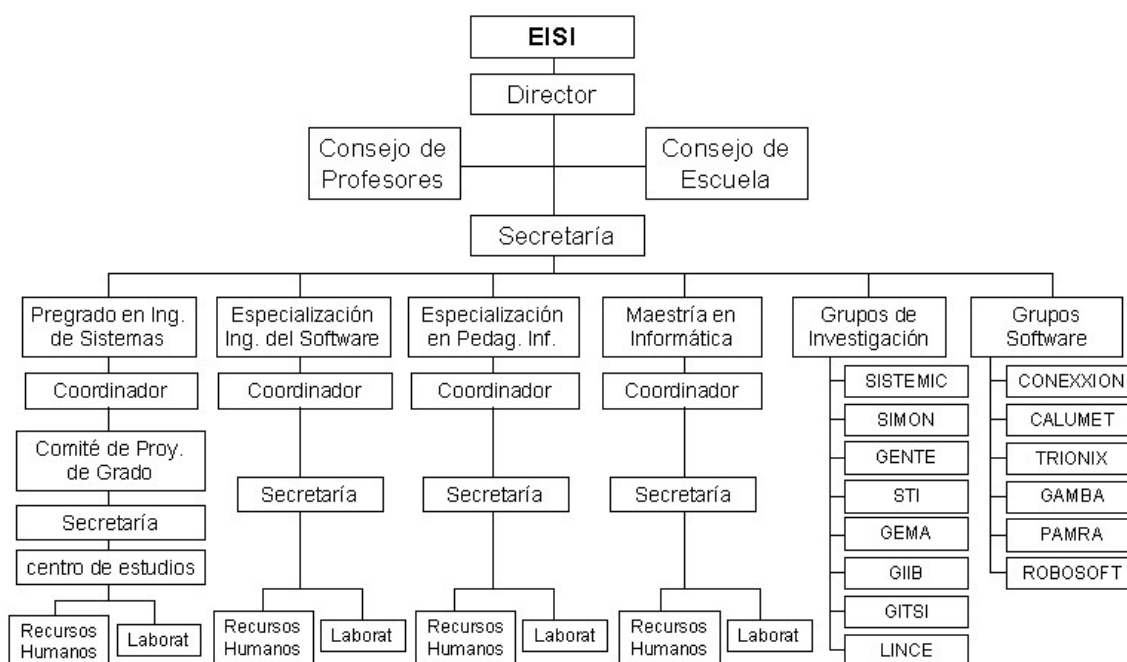 EISI
Director
Consejo de
Profesores
Consejo de
Escuela
Secretaría
Pregrado en Ing.
de Sistemas
Especialización
Ing. del Software
Especialización
en Pedag. Inf.
Maestría en
Informática
Grupos de
Investigación
Grupos
Software
Coordinador
Coordinador
Coordinador
Coordinador
Comité de Proy.
de Grado
Secretaría
centro de estudios
Recursos
Humanos
Laborat
Secretaría
Recursos
Humanos
Laborat
Secretaría
Recursos
Humanos
Laborat
Secretaría
Recursos
Humanos
Laborat
SISTEMIC
SIMON
GENTE
STI
GEMA
GIIB
GITSI
LINCE
CONEXXION
CALUMET
TRIONIX
GAMBA
PAMRA
ROBOSOFT